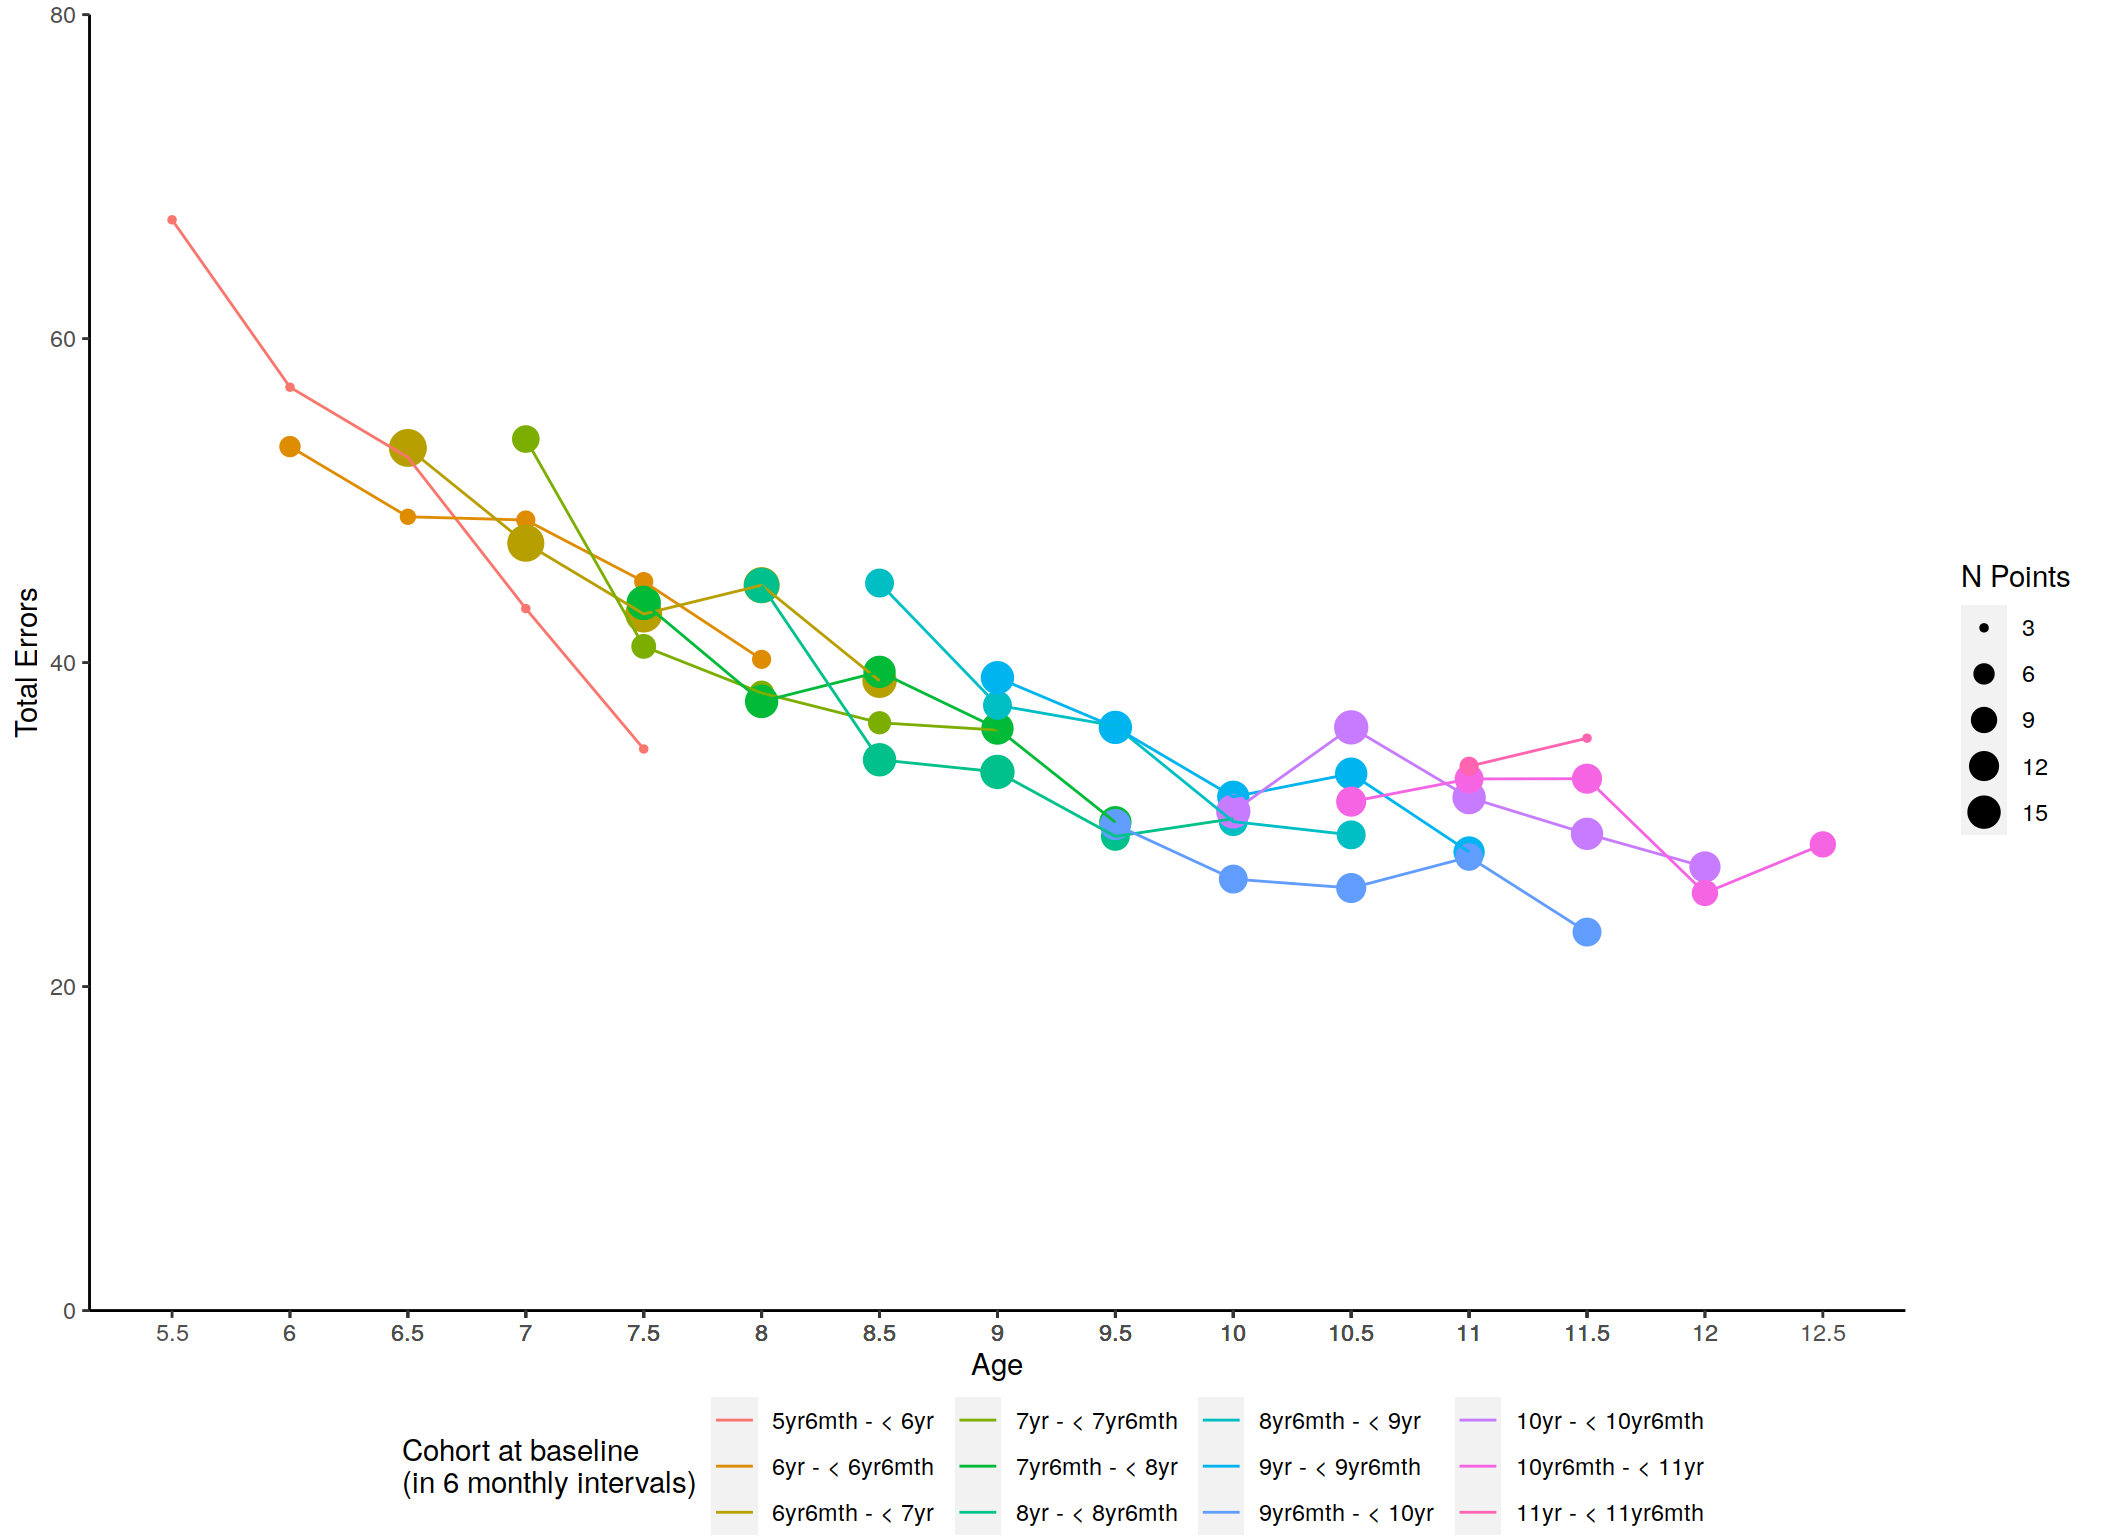 80
60
40
20
0
Total Errors
5.5 6 6.5 7 7.5 8 8.5 9 9.5 10 10.5 11 11.5 12 12.5
Age
N Points
3
6
9
12
15
Cohort at baseline
(in 6 monthly intervals)
5yr6mth - < 6yr
6yr - < 6yr6mth
6yr6mth - < 7yr
7yr - < 7yr6mth
7yr6mth - < 8yr
8yr - < 8yr6mth
8yr6mth - < 9yr
9yr - < 9yr6mth
9yr6mth - < 10yr
10yr - < 10yr6mth
10yr6mth - < 11yr
11yr - < 11yr6mth